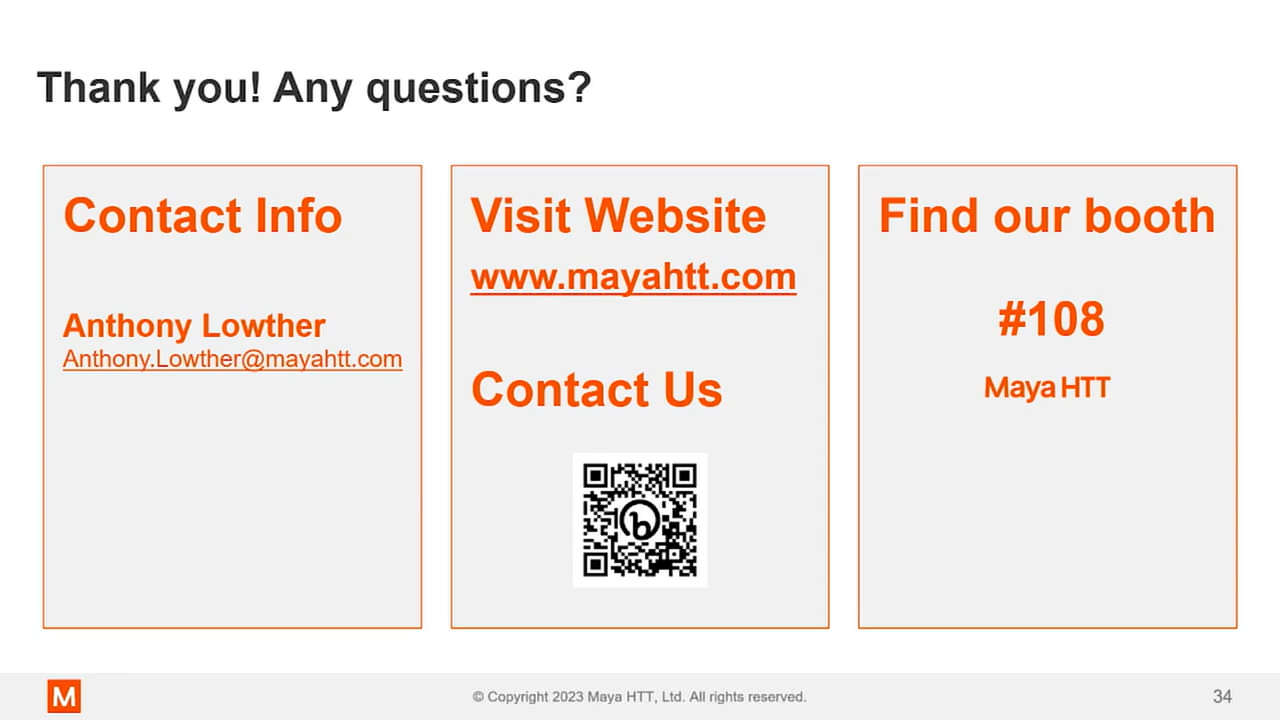 Thank you! Any questions?
Contact Info
Anthony Lowther
Anthony.Lowther@mayahtt.com
Visit Website
www.mayahtt.com
Contact Us
b
Find our booth
#108
Maya HTT
M
© Copyright 2023 Maya HTT, Ltd. All rights reserved.
34